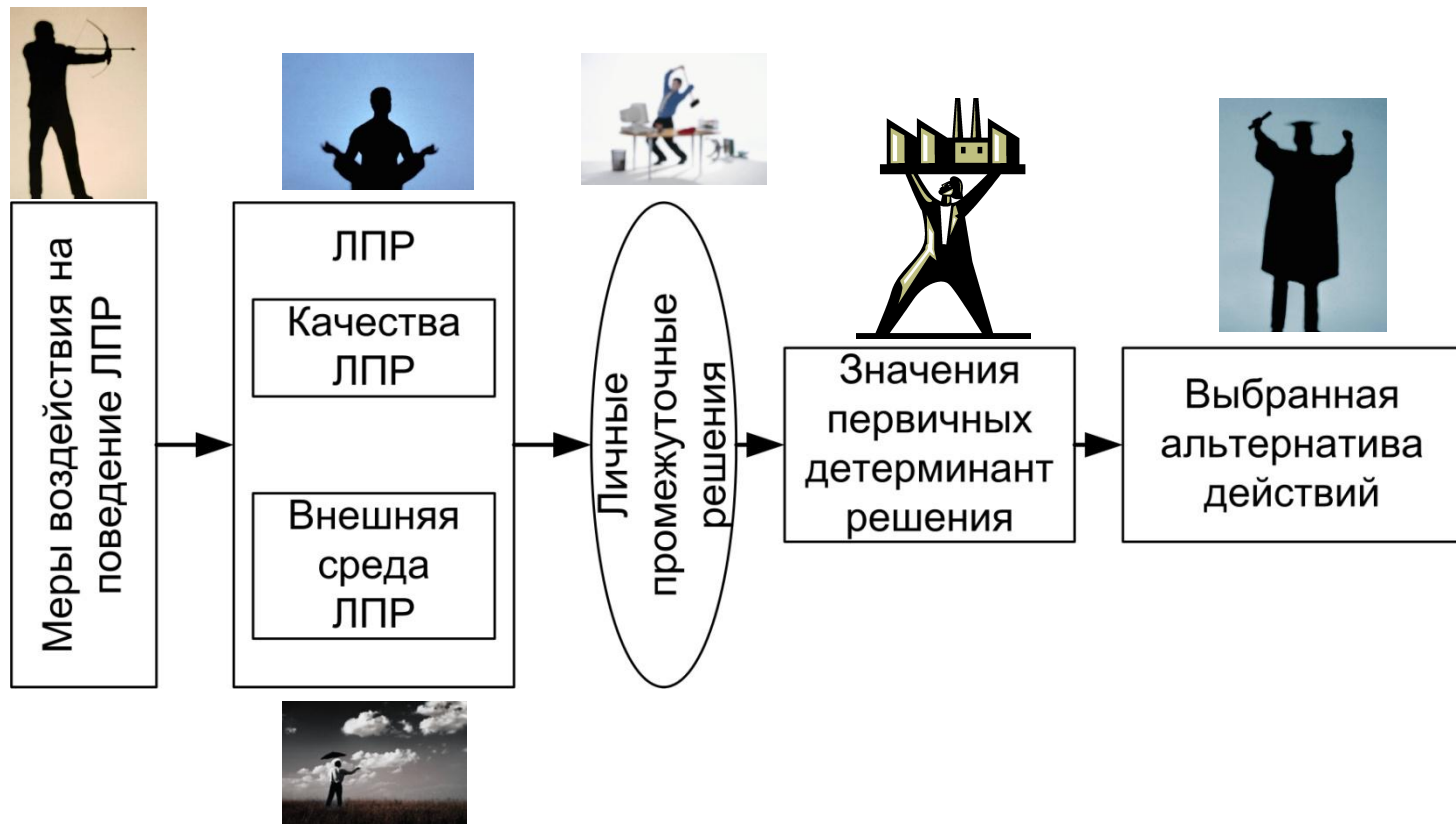 Меры воздействия на
поведение ЛПР
ЛПР
Качества
ЛПР
Внешняя
среда
ЛПР
Личные
промежуточные
решения
Значения
первичных
детерминант
решения
Выбранная
альтернатива
действий